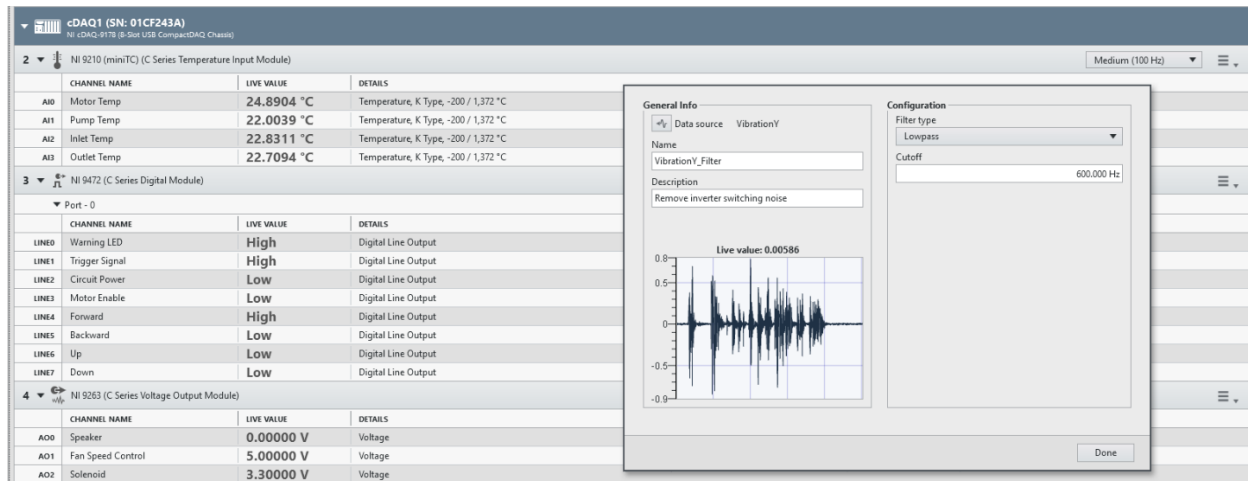 cDAQ1 (SN: 01CF243A)
NI cDAQ-9178 (8-Slot USB CompactDAQ Chassis)
2 NI 9210 (miniTC) (C Series Temperature Input Module) Medium (100 Hz)
CHANNEL NAME LIVE VALUE DETAILS
AI0 Motor Temp 24.8904 °C Temperature, K Type, -200 / 1,372 °C
AI1 Pump Temp 22.0039 °C Temperature, K Type, -200 / 1,372 °C
AI2 Inlet Temp 22.8311 °C Temperature, K Type, -200 / 1,372 °C
AI3 Outlet Temp 22.7094 °C Temperature, K Type, -200 / 1,372 °C
3 NI 9472 (C Series Digital Module)
Port - 0
CHANNEL NAME LIVE VALUE DETAILS
LINE0 Warning LED High Digital Line Output
LINE1 Trigger Signal High Digital Line Output
LINE2 Circuit Power Low Digital Line Output
LINE3 Motor Enable Low Digital Line Output
LINE4 Forward High Digital Line Output
LINE5 Backward Low Digital Line Output
LINE6 Up Low Digital Line Output
LINE7 Down Low Digital Line Output
4 NI 9263 (C Series Voltage Output Module)
CHANNEL NAME LIVE VALUE DETAILS
AO0 Speaker 0.00000 V Voltage
AO1 Fan Speed Control 5.00000 V Voltage
AO2 Solenoid 3.30000 V Voltage
General Info
Data source VibrationY
Name
VibrationY_Filter
Description
Remove inverter switching noise
Live value: 0.00586
0.8
0.5
0
-0.5
-0.9
Configuration
Filter type
Lowpass
Cutoff
600.000 Hz
Done